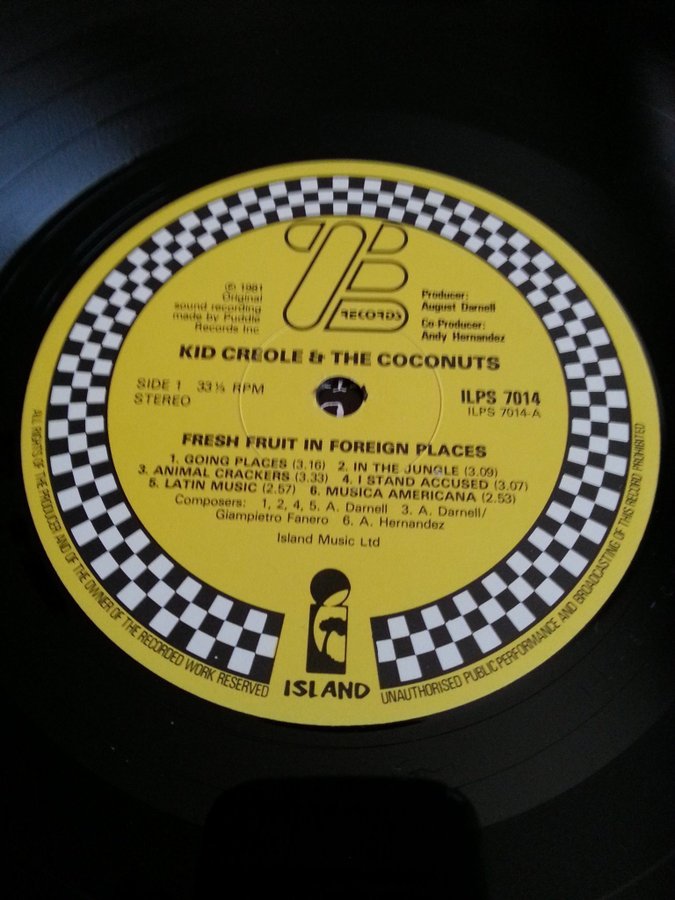 ZE
RECORDS
℗ 1981
Original
sound recording
made by Puddle
Records Inc
Producer:
August Darnell
Co-Producer:
Andy Hernandez
KID CREOLE & THE COCONUTS
SIDE 1 33⅓ RPM
STEREO
ILPS 7014
ILPS 7014-A
FRESH FRUIT IN FOREIGN PLACES
1. GOING PLACES (3.16) 2. IN THE JUNGLE (3.09)
3. ANIMAL CRACKERS (3.33) 4. I STAND ACCUSED (3.07)
5. LATIN MUSIC (2.57) 6. MUSICA AMERICANA (2.53)
Composers: 1, 2, 4, 5. A. Darnell 3. A. Darnell/
Giampietro Fanero 6. A. Hernandez
Island Music Ltd
ISLAND
ALL RIGHTS OF THE PRODUCER AND OF THE OWNER OF THE RECORDED WORK RESERVED
UNAUTHORISED PUBLIC PERFORMANCE AND BROADCASTING OF THIS RECORD PROHIBITED